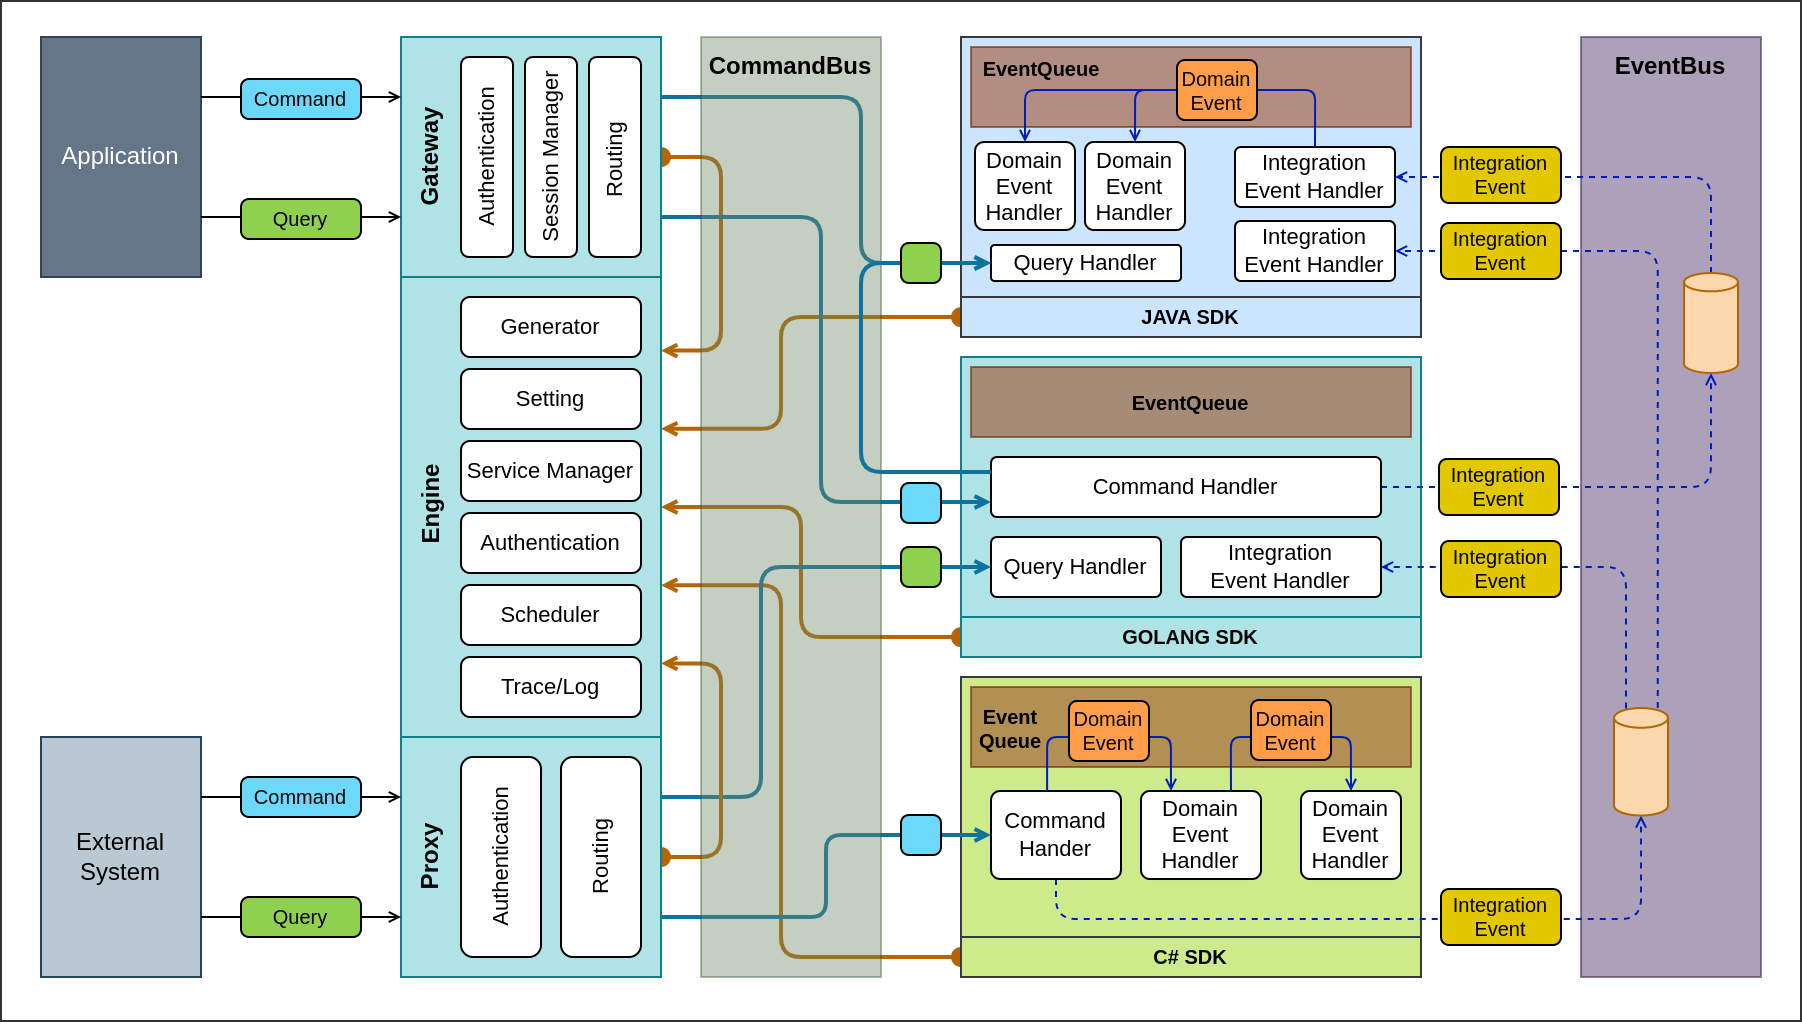 Application
Command
Query
Gateway
Authentication
Session Manager
Routing
Engine
Generator
Setting
Service Manager
Authentication
Scheduler
Trace/Log
External
System
Command
Query
Proxy
Authentication
Routing
CommandBus
EventQueue
Domain
Event
Domain
Event
Handler
Domain
Event
Handler
Integration
Event Handler
Query Handler
Integration
Event Handler
JAVA SDK
Integration
Event
Integration
Event
EventQueue
Command Handler
Query Handler
Integration
Event Handler
GOLANG SDK
Integration
Event
Integration
Event
Event
Queue
Domain
Event
Domain
Event
Command
Hander
Domain
Event
Handler
Domain
Event
Handler
C# SDK
Integration
Event
EventBus